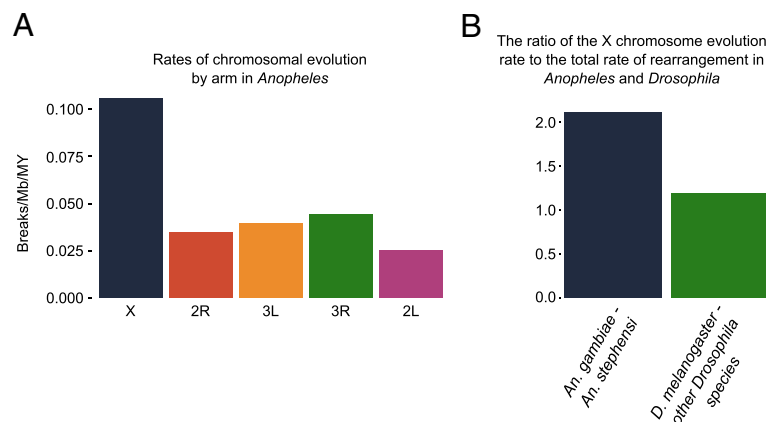 A
Rates of chromosomal evolution
by arm in Anopheles
Breaks/Mb/MY
0.100
0.075
0.050
0.025
0.000
X
2R
3L
3R
2L
B
The ratio of the X chromosome evolution
rate to the total rate of rearrangement in
Anopheles and Drosophila
2.0
1.5
1.0
0.5
0.0
An. gambiae -
An. stephensi
D. melanogaster -
other Drosophila
species